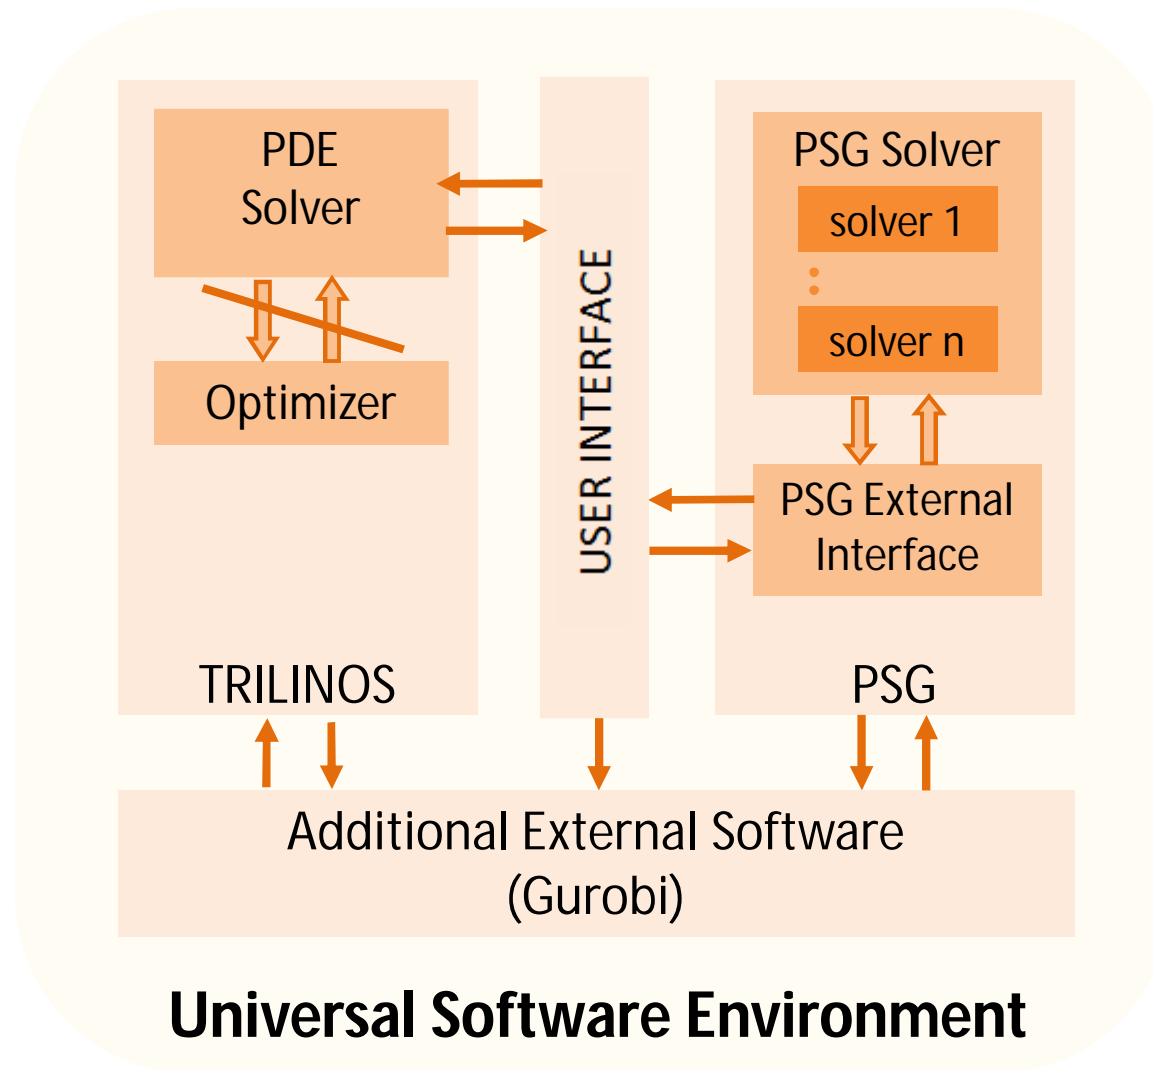 PDE
Solver
Optimizer
TRILINOS
USER INTERFACE
PSG Solver
solver 1
:
solver n
PSG External
Interface
PSG
Additional External Software
(Gurobi)
Universal Software Environment